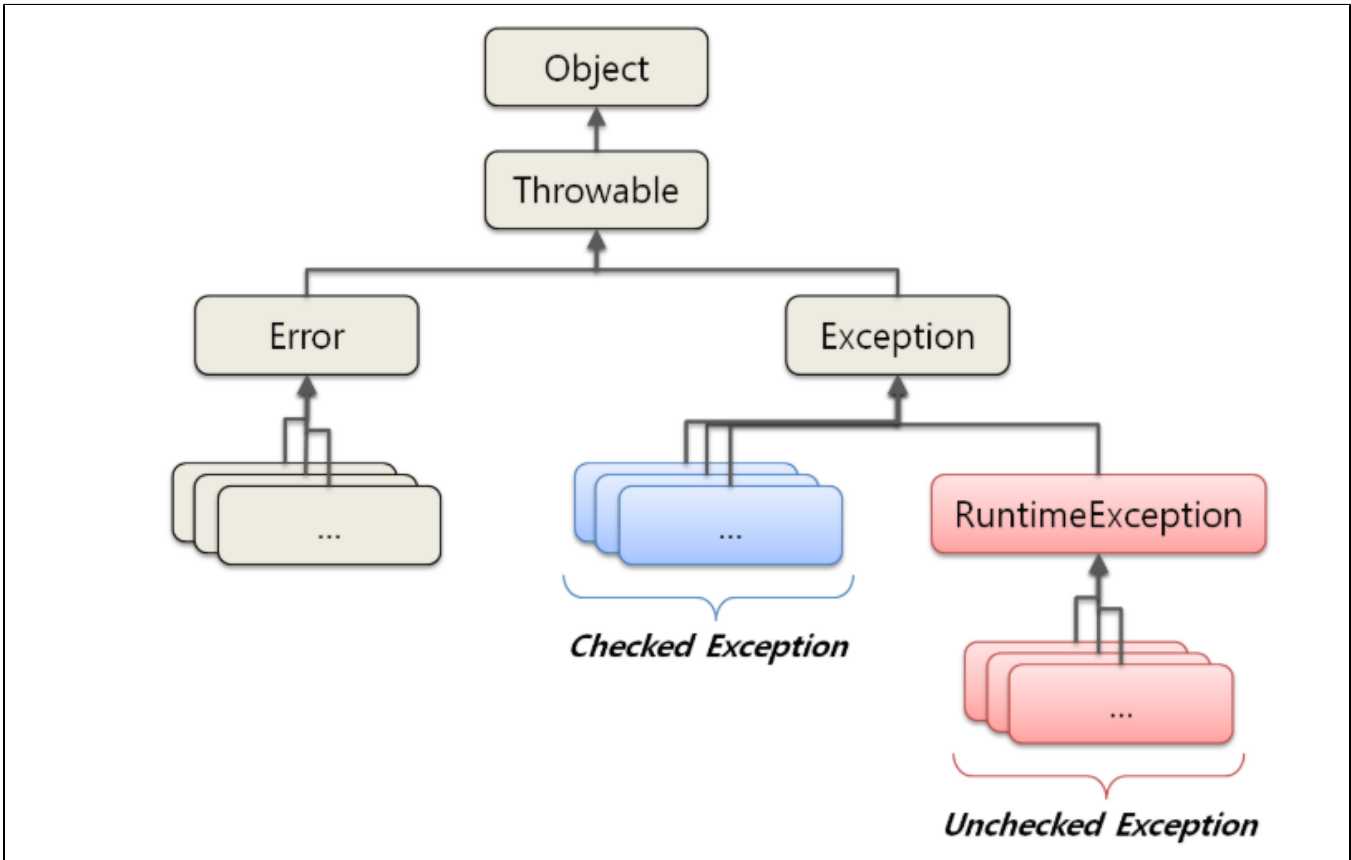 Object
Throwable
Error
Exception
...
...
RuntimeException
Checked Exception
...
Unchecked Exception